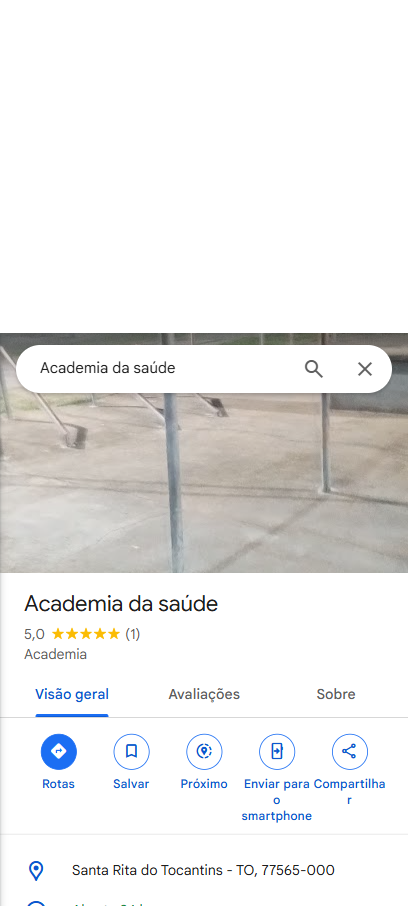 Academia da saúde
Academia da saúde
5,0 (1)
Academia
Visão geral Avaliações Sobre
Rotas Salvar Próximo Enviar para o smartphone Compartilhar
Santa Rita do Tocantins - TO, 77565-000